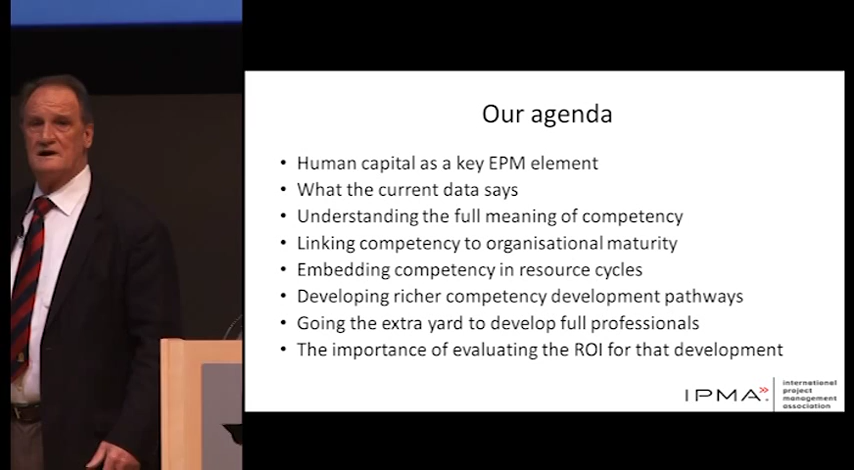 Our agenda
• Human capital as a key EPM element
• What the current data says
• Understanding the full meaning of competency
• Linking competency to organisational maturity
• Embedding competency in resource cycles
• Developing richer competency development pathways
• Going the extra yard to develop full professionals
• The importance of evaluating the ROI for that development
IPMA
international
project
management
association